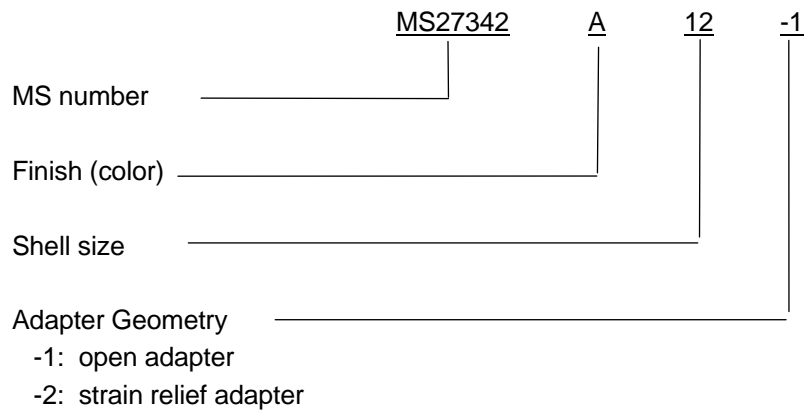 MS27342 A 12 -1
MS number
Finish (color)
Shell size
Adapter Geometry
-1: open adapter
-2: strain relief adapter